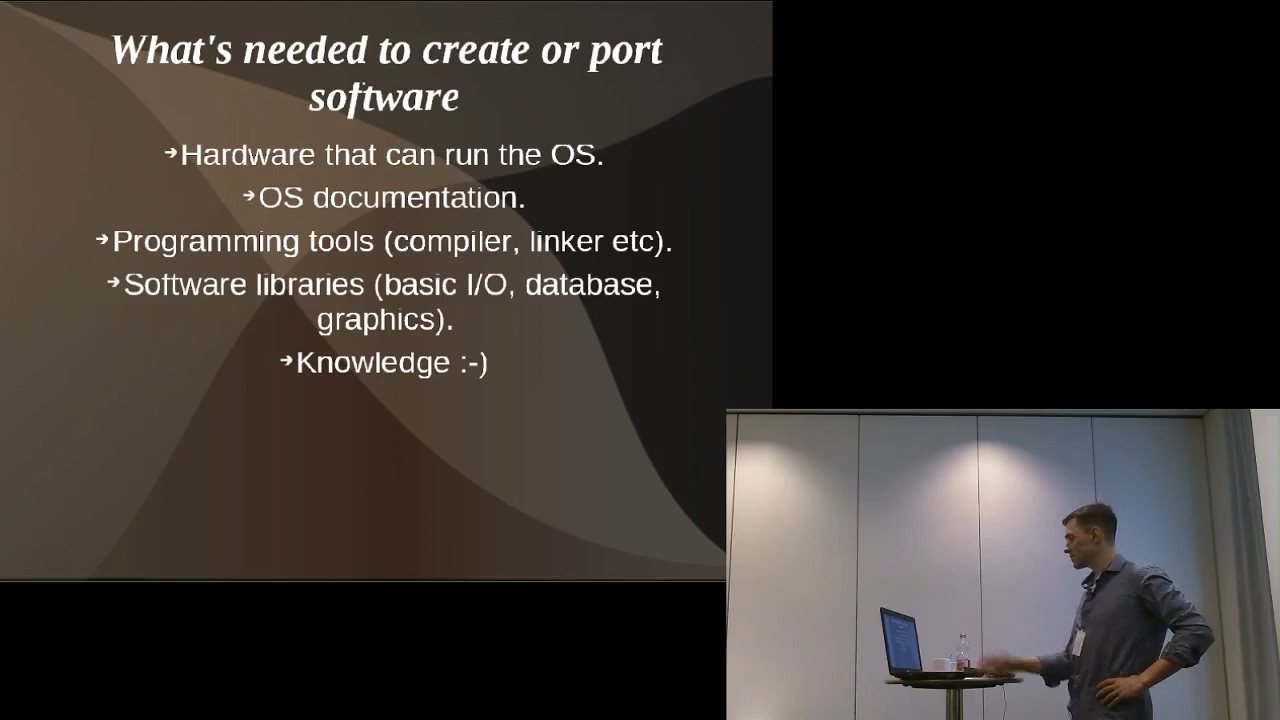 What's needed to create or port
software
→Hardware that can run the OS.
→OS documentation.
→Programming tools (compiler, linker etc).
→Software libraries (basic I/O, database,
graphics).
→Knowledge :-)